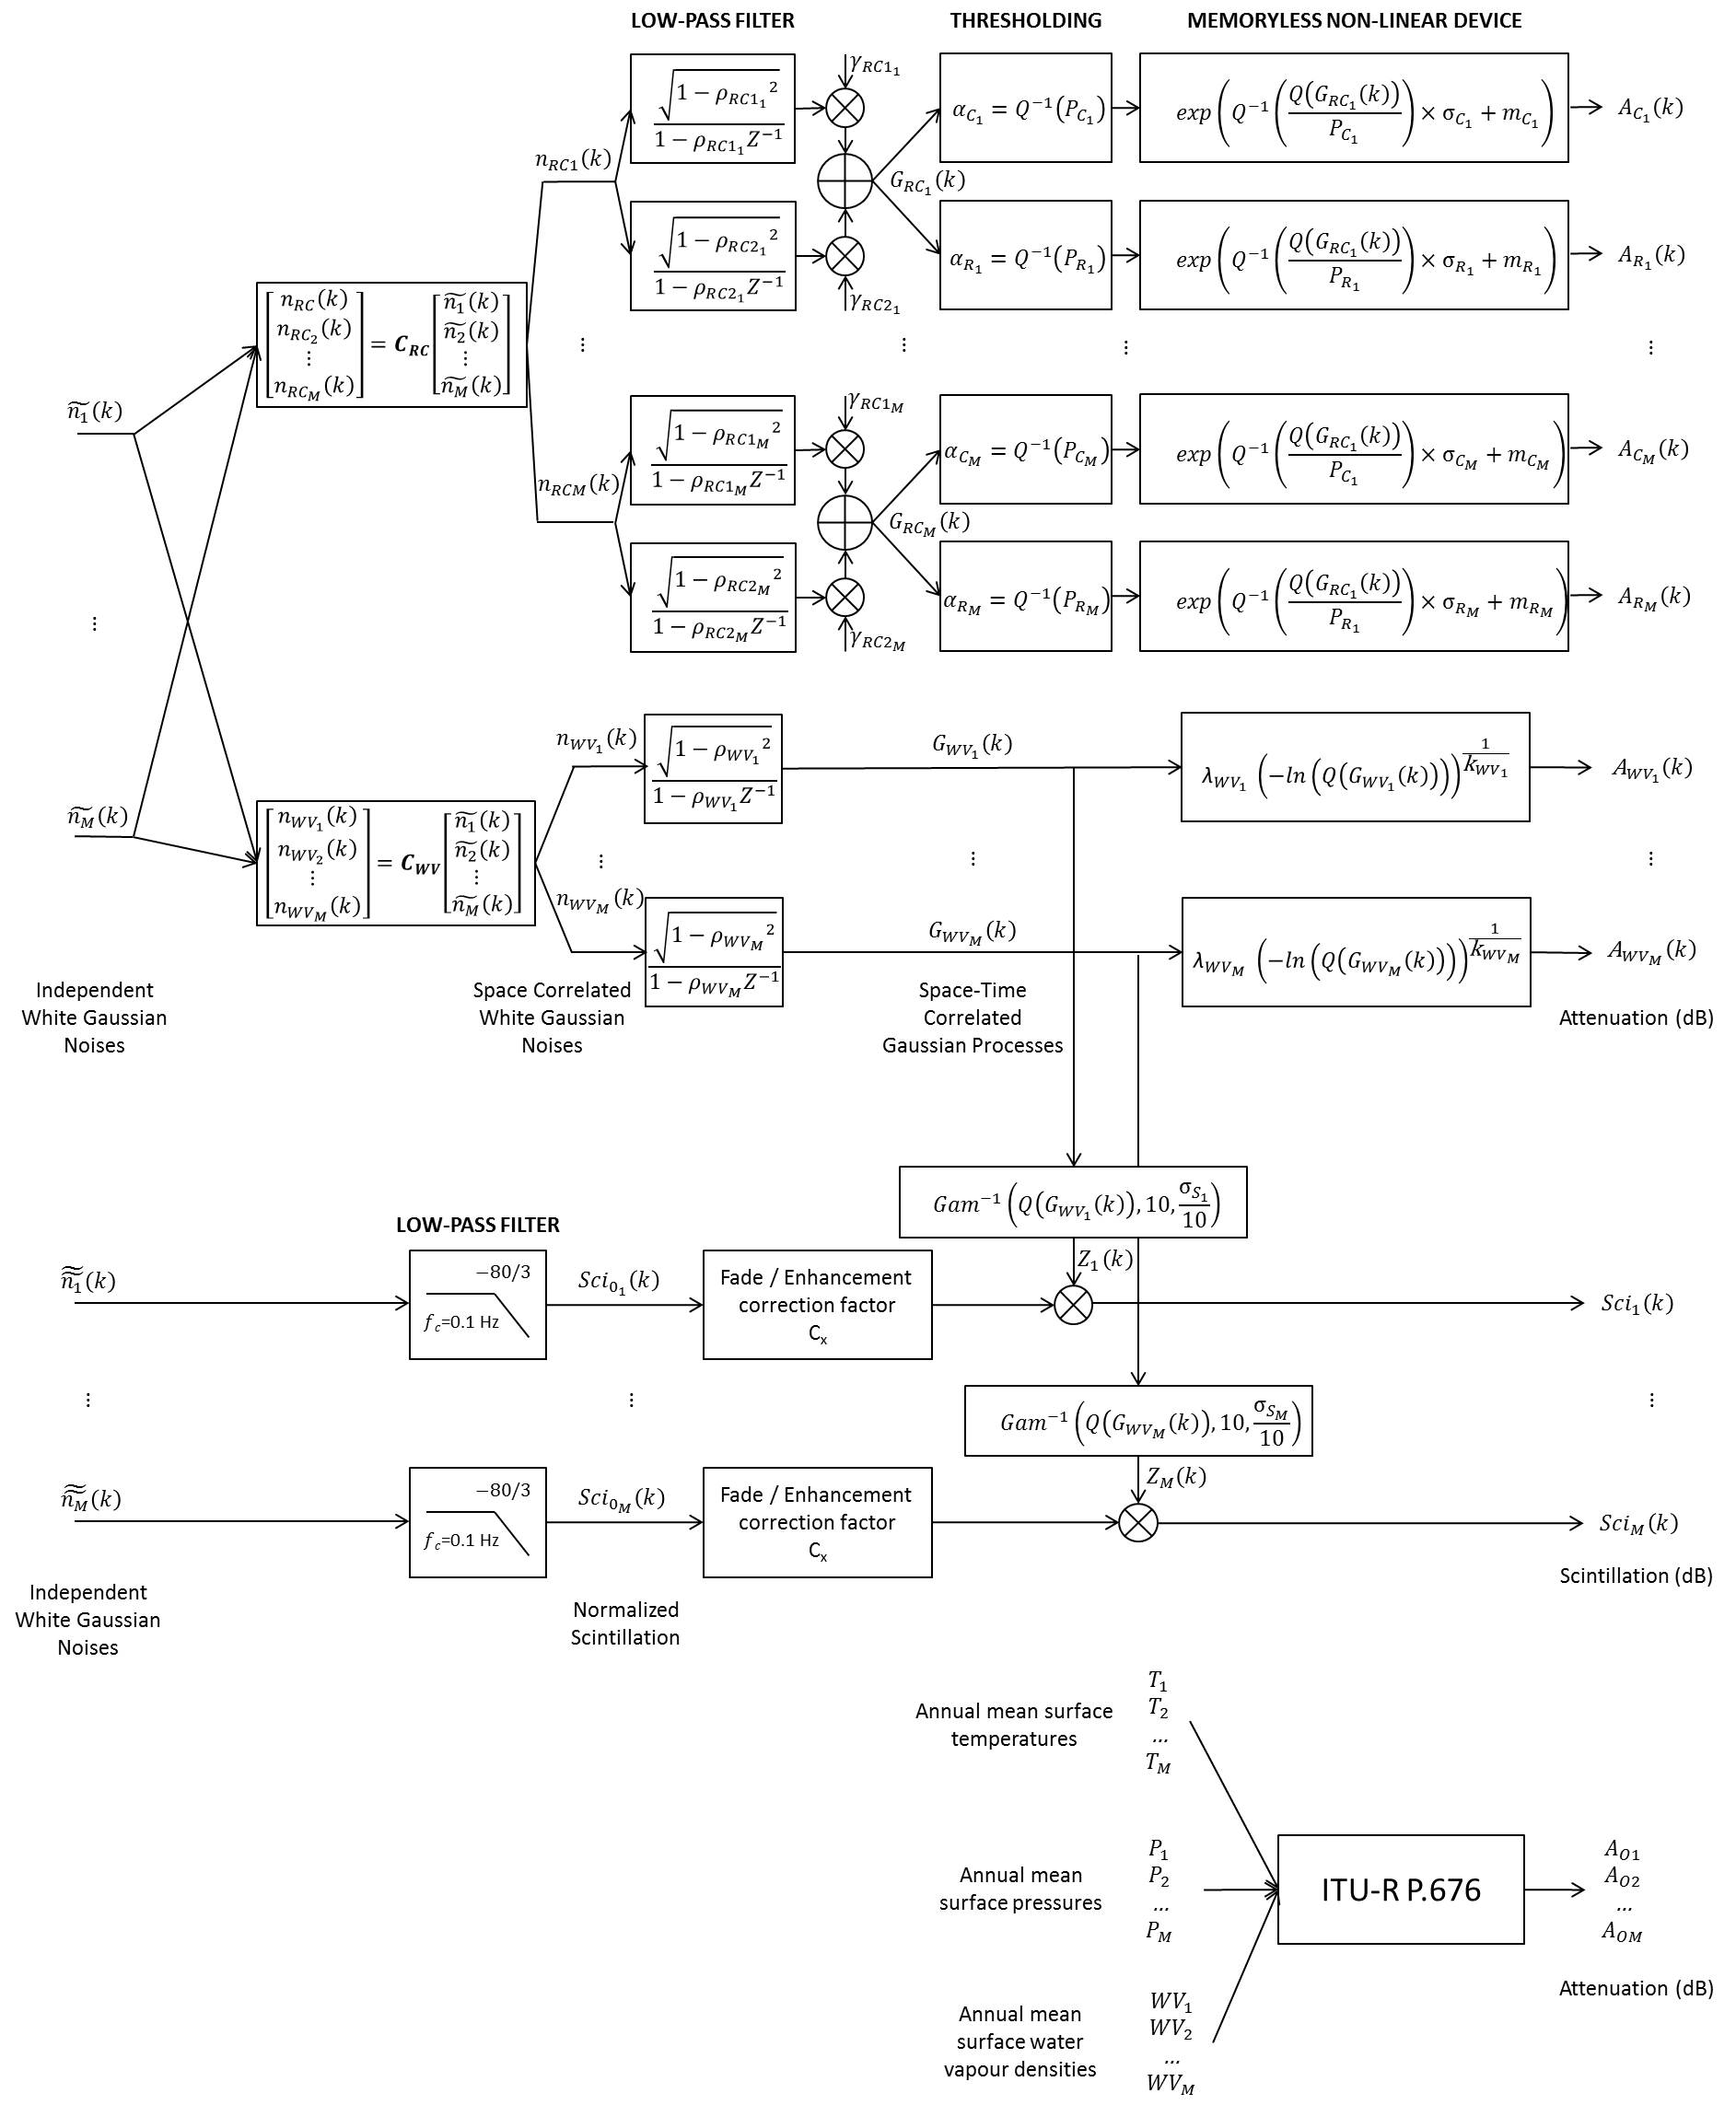 LOW-PASS FILTER THRESHOLDING MEMORYLESS NON-LINEAR DEVICE
γ_{RC1_1}
√(1 − ρ_{RC1_1}²) / (1 − ρ_{RC1_1} Z⁻¹)
α_{C_1} = Q⁻¹(P_{C_1})
exp(Q⁻¹(Q(G_{RC_1}(k)) / P_{C_1}) × σ_{C_1} + m_{C_1})
A_{C_1}(k)
n_{RC1}(k)
G_{RC_1}(k)
√(1 − ρ_{RC2_1}²) / (1 − ρ_{RC2_1} Z⁻¹)
α_{R_1} = Q⁻¹(P_{R_1})
exp(Q⁻¹(Q(G_{RC_1}(k)) / P_{R_1}) × σ_{R_1} + m_{R_1})
A_{R_1}(k)
γ_{RC2_1}
[n_{RC}(k) n_{RC_2}(k) ⋮ n_{RC_M}(k)] = C_{RC} [ñ_1(k) ñ_2(k) ⋮ ñ_M(k)]
⋮ ⋮ ⋮ ⋮
ñ_1(k)
γ_{RC1_M}
√(1 − ρ_{RC1_M}²) / (1 − ρ_{RC1_M} Z⁻¹)
α_{C_M} = Q⁻¹(P_{C_M})
exp(Q⁻¹(Q(G_{RC_1}(k)) / P_{C_1}) × σ_{C_M} + m_{C_M})
A_{C_M}(k)
n_{RCM}(k)
G_{RC_M}(k)
√(1 − ρ_{RC2_M}²) / (1 − ρ_{RC2_M} Z⁻¹)
α_{R_M} = Q⁻¹(P_{R_M})
exp(Q⁻¹(Q(G_{RC_1}(k)) / P_{R_1}) × σ_{R_M} + m_{R_M})
A_{R_M}(k)
γ_{RC2_M}
⋮
n_{WV_1}(k)
√(1 − ρ_{WV_1}²) / (1 − ρ_{WV_1} Z⁻¹)
G_{WV_1}(k)
λ_{WV_1} (−ln(Q(G_{WV_1}(k))))^{1/k_{WV_1}}
A_{WV_1}(k)
ñ_M(k)
[n_{WV_1}(k) n_{WV_2}(k) ⋮ n_{WV_M}(k)] = C_{WV} [ñ_1(k) ñ_2(k) ⋮ ñ_M(k)]
⋮ ⋮ ⋮
n_{WV_M}(k)
√(1 − ρ_{WV_M}²) / (1 − ρ_{WV_M} Z⁻¹)
G_{WV_M}(k)
λ_{WV_M} (−ln(Q(G_{WV_M}(k))))^{1/k_{WV_M}}
A_{WV_M}(k)
Independent
White Gaussian
Noises
Space Correlated
White Gaussian
Noises
Space-Time
Correlated
Gaussian Processes
Attenuation (dB)
Gam⁻¹(Q(G_{WV_1}(k)), 10, σ_{S_1}/10)
LOW-PASS FILTER
Z_1(k)
ñ̃_1(k)
−80/3
f_c=0.1 Hz
Sci_{0_1}(k)
Fade / Enhancement
correction factor
C_x
Sci_1(k)
⋮ ⋮ ⋮
Gam⁻¹(Q(G_{WV_M}(k)), 10, σ_{S_M}/10)
Z_M(k)
ñ̃_M(k)
−80/3
f_c=0.1 Hz
Sci_{0_M}(k)
Fade / Enhancement
correction factor
C_x
Sci_M(k)
Independent
White Gaussian
Noises
Normalized
Scintillation
Scintillation (dB)
Annual mean surface
temperatures
T_1
T_2
...
T_M
Annual mean
surface pressures
P_1
P_2
...
P_M
ITU-R P.676
A_{O1}
A_{O2}
...
A_{OM}
Attenuation (dB)
Annual mean
surface water
vapour densities
WV_1
WV_2
...
WV_M